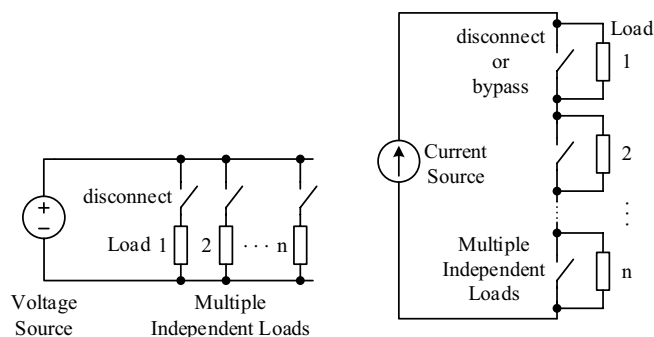 disconnect
Load 1 2 · · · n
+
−
Voltage
Source
Multiple
Independent Loads
disconnect
or
bypass
Load
1
Current
Source
2
⋮
Multiple
Independent
Loads
n